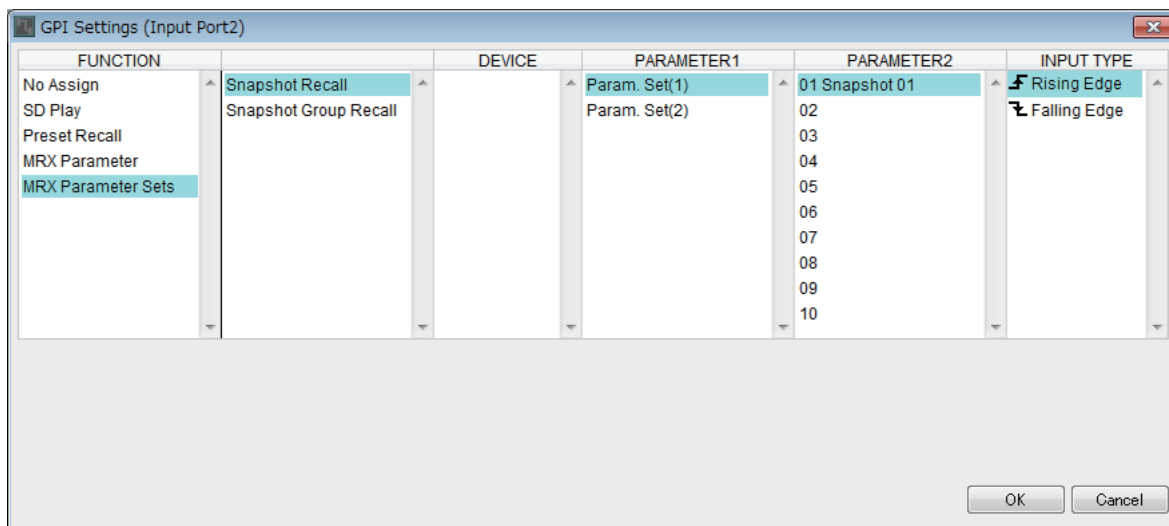 GPI Settings (Input Port2)
FUNCTION DEVICE PARAMETER1 PARAMETER2 INPUT TYPE
No Assign Snapshot Recall Param. Set(1) 01 Snapshot 01 Rising Edge
SD Play Snapshot Group Recall Param. Set(2) 02 Falling Edge
Preset Recall 03
MRX Parameter 04
MRX Parameter Sets 05
06
07
08
09
10
OK Cancel